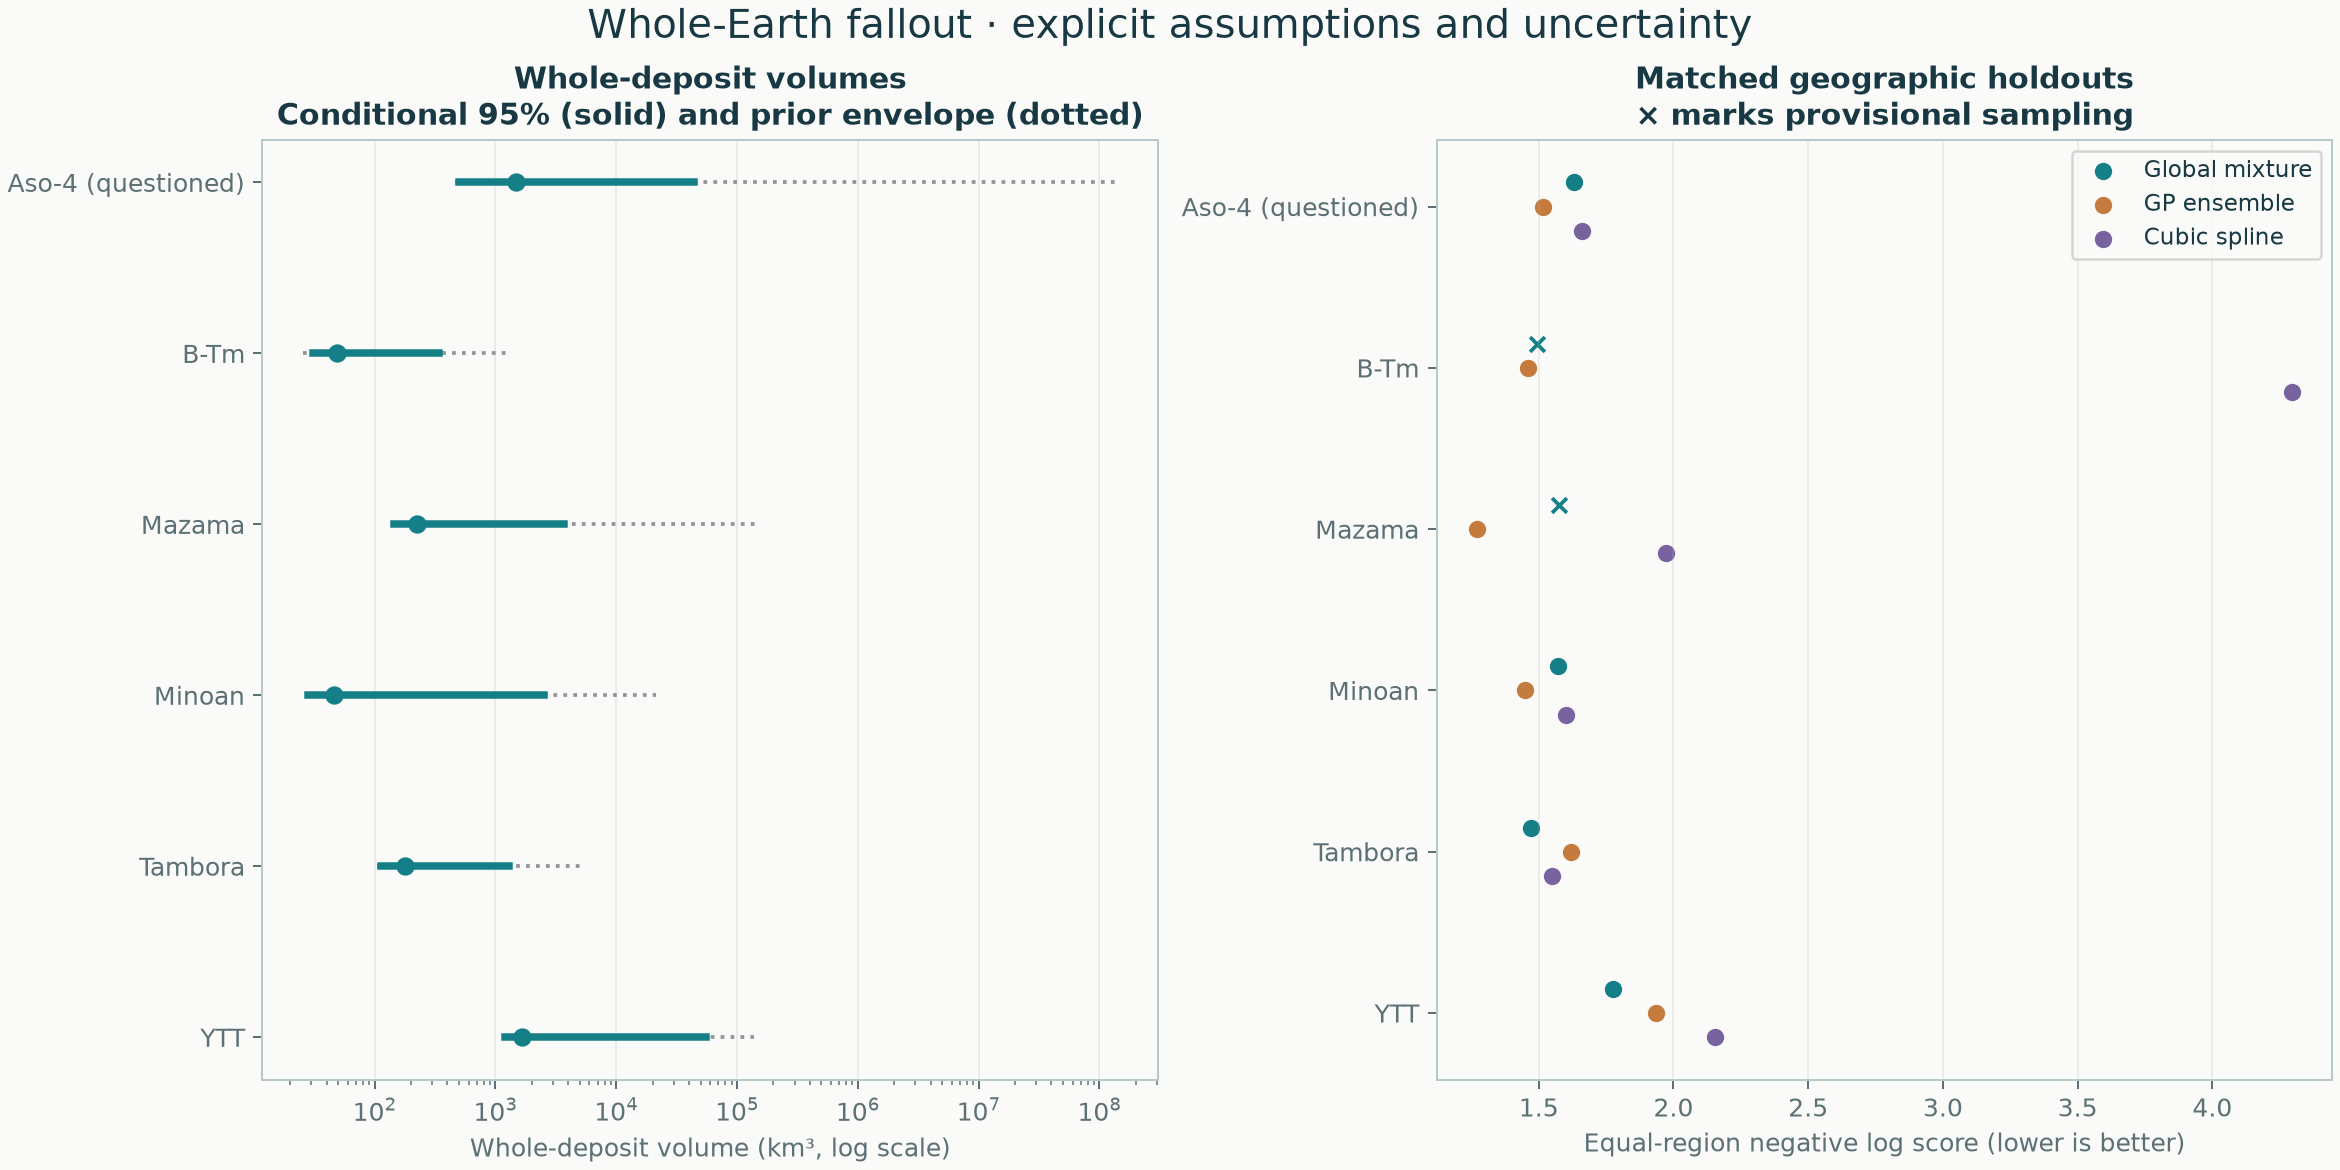 Whole-Earth fallout · explicit assumptions and uncertainty
Whole-deposit volumes
Conditional 95% (solid) and prior envelope (dotted)
Aso-4 (questioned)
B-Tm
Mazama
Minoan
Tambora
YTT
10²
10³
10⁴
10⁵
10⁶
10⁷
10⁸
Whole-deposit volume (km³, log scale)
Matched geographic holdouts
× marks provisional sampling
Global mixture
GP ensemble
Cubic spline
Aso-4 (questioned)
B-Tm
Mazama
Minoan
Tambora
YTT
1.5
2.0
2.5
3.0
3.5
4.0
Equal-region negative log score (lower is better)